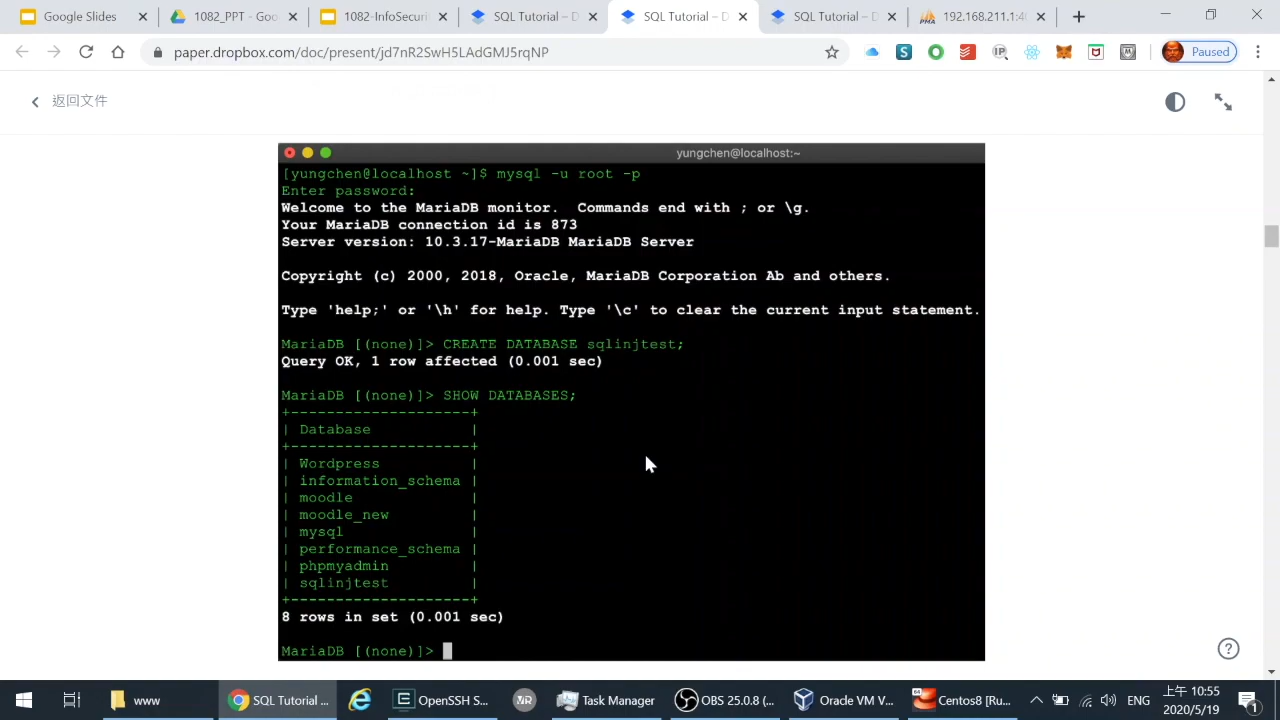 1082_PPT - Goo
1082-InfoSecuri
SQL Tutorial – D
SQL Tutorial – D
SQL Tutorial – D
192.168.211.1:4
paper.dropbox.com/doc/present/jd7nR2SwH5LAdGMJ5rqNP
Paused
返回文件
yungchen@localhost:~
[yungchen@localhost ~]$ mysql -u root -p
Enter password:
Welcome to the MariaDB monitor.  Commands end with ; or \g.
Your MariaDB connection id is 873
Server version: 10.3.17-MariaDB MariaDB Server
Copyright (c) 2000, 2018, Oracle, MariaDB Corporation Ab and others.
Type 'help;' or '\h' for help. Type '\c' to clear the current input statement.
MariaDB [(none)]> CREATE DATABASE sqlinjtest;
Query OK, 1 row affected (0.001 sec)
MariaDB [(none)]> SHOW DATABASES;
+--------------------+
| Database           |
+--------------------+
| Wordpress          |
| information_schema |
| moodle             |
| moodle_new         |
| mysql              |
| performance_schema |
| phpmyadmin         |
| sqlinjtest         |
+--------------------+
8 rows in set (0.001 sec)
MariaDB [(none)]>
www
SQL Tutorial ...
OpenSSH S...
Task Manager
OBS 25.0.8 (...
Oracle VM V...
Centos8 [Ru...
ENG
上午 10:55
2020/5/19